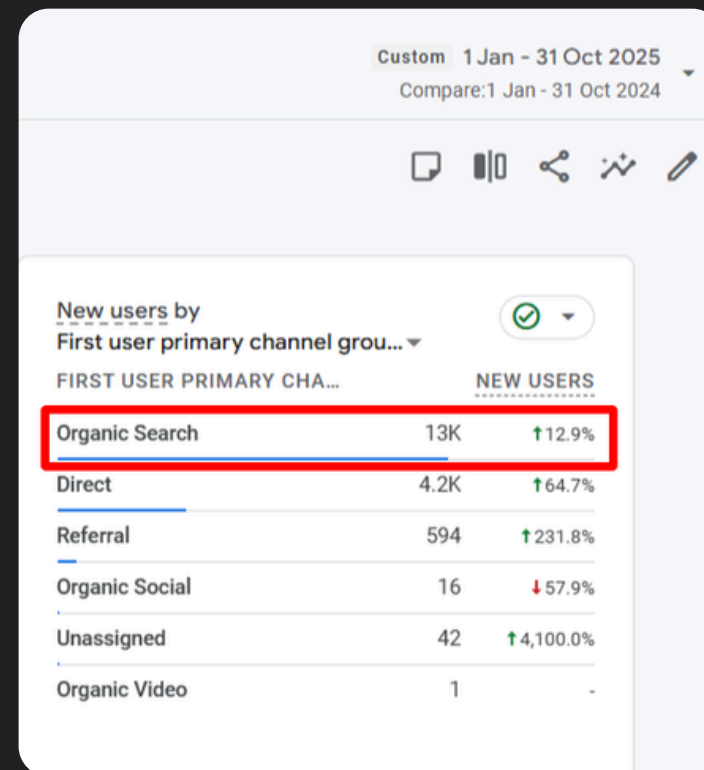 Custom 1 Jan - 31 Oct 2025
Compare:1 Jan - 31 Oct 2024
New users by
First user primary channel grou...
FIRST USER PRIMARY CHA... NEW USERS
Organic Search 13K ↑12.9%
Direct 4.2K ↑64.7%
Referral 594 ↑231.8%
Organic Social 16 ↓57.9%
Unassigned 42 ↑4,100.0%
Organic Video 1 -